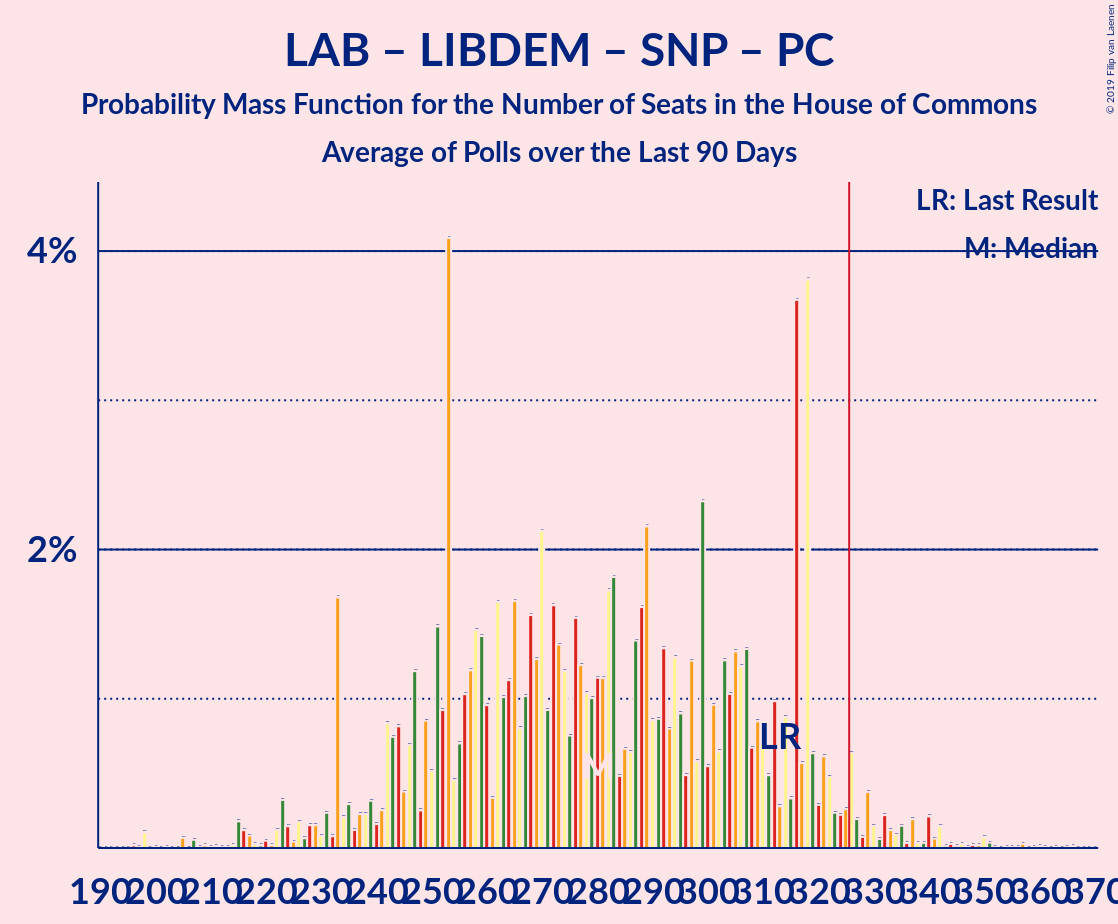 LAB – LIBDEM – SNP – PC
Probability Mass Function for the Number of Seats in the House of Commons
Average of Polls over the Last 90 Days
© 2019 Filip van Laenen
LR: Last Result
M: Median
4%
2%
LR
M
190 200 210 220 230 240 250 260 270 280 290 300 310 320 330 340 350 360 370